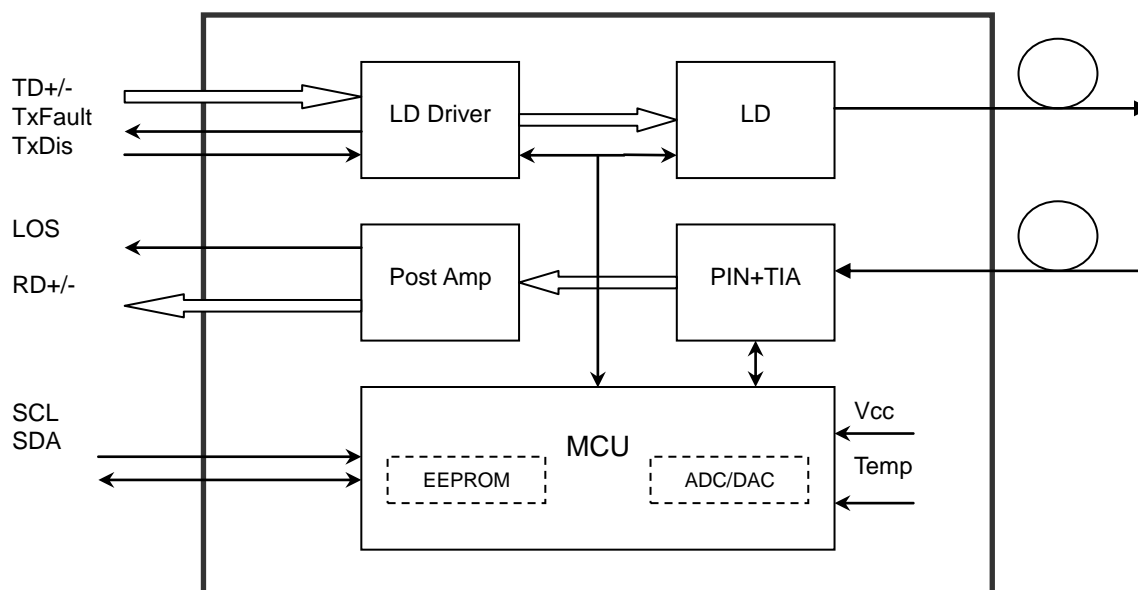 TD+/-
TxFault
TxDis
LD Driver
LD
LOS
RD+/-
Post Amp
PIN+TIA
SCL
SDA
MCU
EEPROM
ADC/DAC
Vcc
Temp